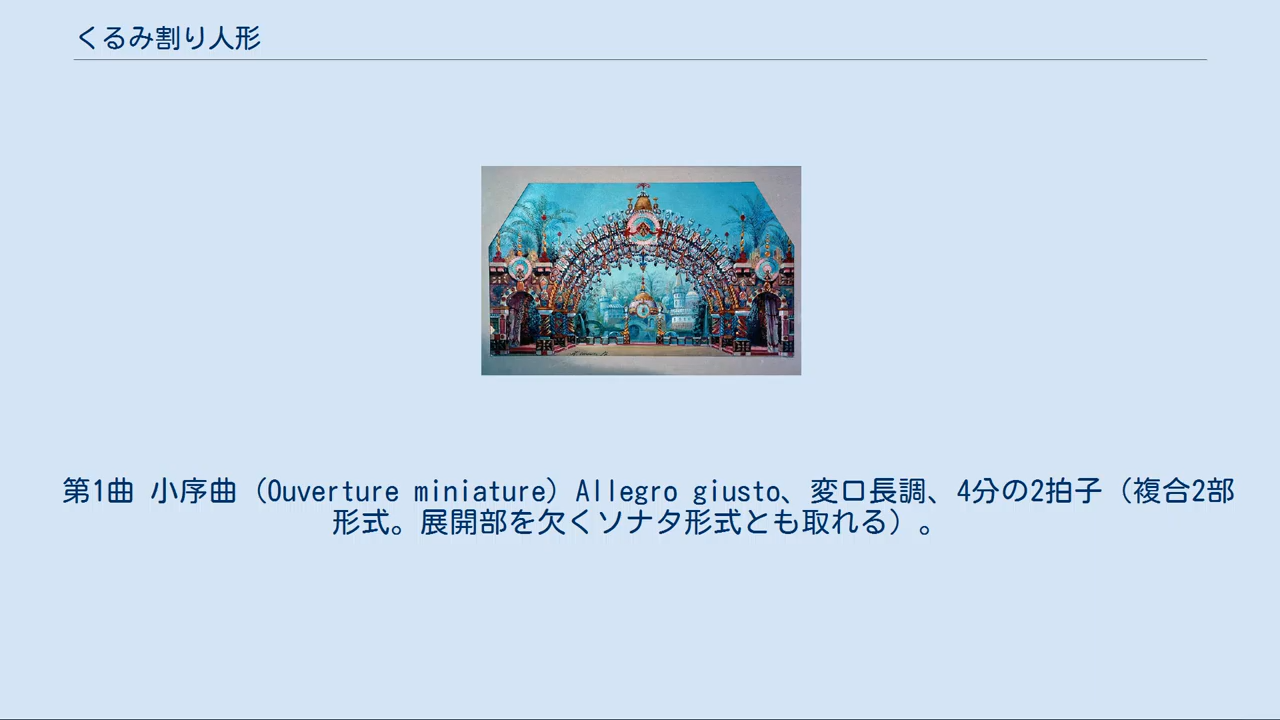 くるみ割り人形
第1曲 小序曲（Ouverture miniature）Allegro giusto、変ロ長調、4分の2拍子（複合2部
形式。展開部を欠くソナタ形式とも取れる）。